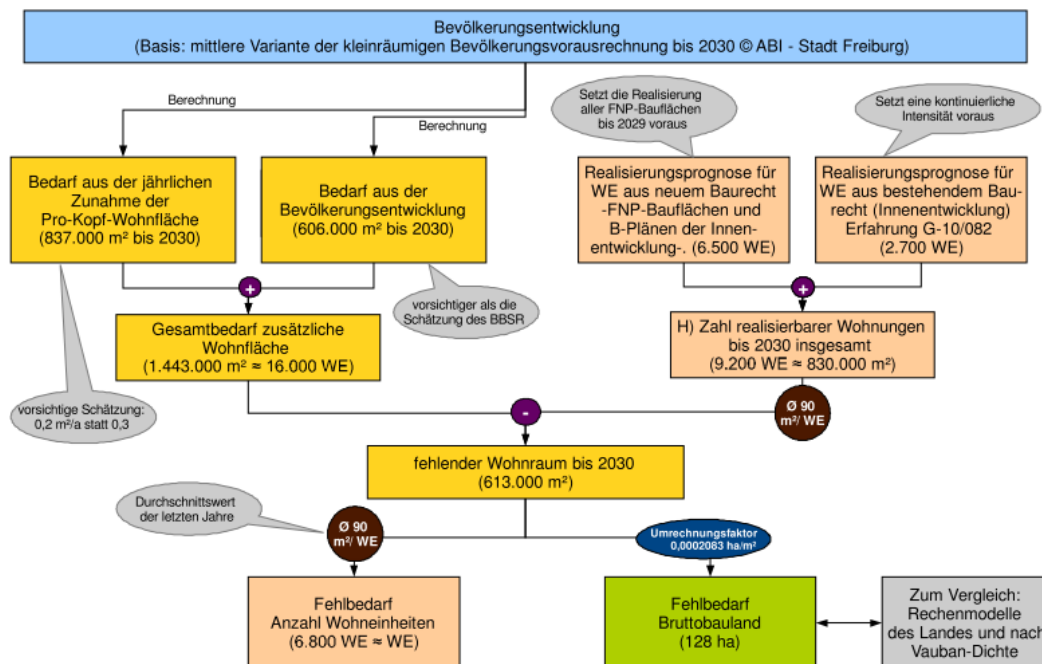 Bevölkerungsentwicklung
(Basis: mittlere Variante der kleinräumigen Bevölkerungsvorausrechnung bis 2030 © ABI - Stadt Freiburg)
Berechnung
Berechnung
Setzt die Realisierung
aller FNP-Bauflächen
bis 2029 voraus
Setzt eine kontinuierliche
Intensität voraus
Bedarf aus der jährlichen
Zunahme der
Pro-Kopf-Wohnfläche
(837.000 m² bis 2030)
Bedarf aus der
Bevölkerungsentwicklung
(606.000 m² bis 2030)
Realisierungsprognose für
WE aus neuem Baurecht
-FNP-Bauflächen und
B-Plänen der Innen-
entwicklung-. (6.500 WE)
Realisierungsprognose für
WE aus bestehendem Bau-
recht (Innenentwicklung)
Erfahrung G-10/082
(2.700 WE)
+
+
vorsichtiger als die
Schätzung des BBSR
Gesamtbedarf zusätzliche
Wohnfläche
(1.443.000 m² ≈ 16.000 WE)
H) Zahl realisierbarer Wohnungen
bis 2030 insgesamt
(9.200 WE ≈ 830.000 m²)
vorsichtige Schätzung:
0,2 m²/a statt 0,3
-
Ø 90
m²/ WE
fehlender Wohnraum bis 2030
(613.000 m²)
Durchschnittswert
der letzten Jahre
Ø 90
m²/ WE
Umrechnungsfaktor
0,0002083 ha/m²
Fehlbedarf
Anzahl Wohneinheiten
(6.800 WE ≈ WE)
Fehlbedarf
Bruttobauland
(128 ha)
Zum Vergleich:
Rechenmodelle
des Landes und nach
Vauban-Dichte